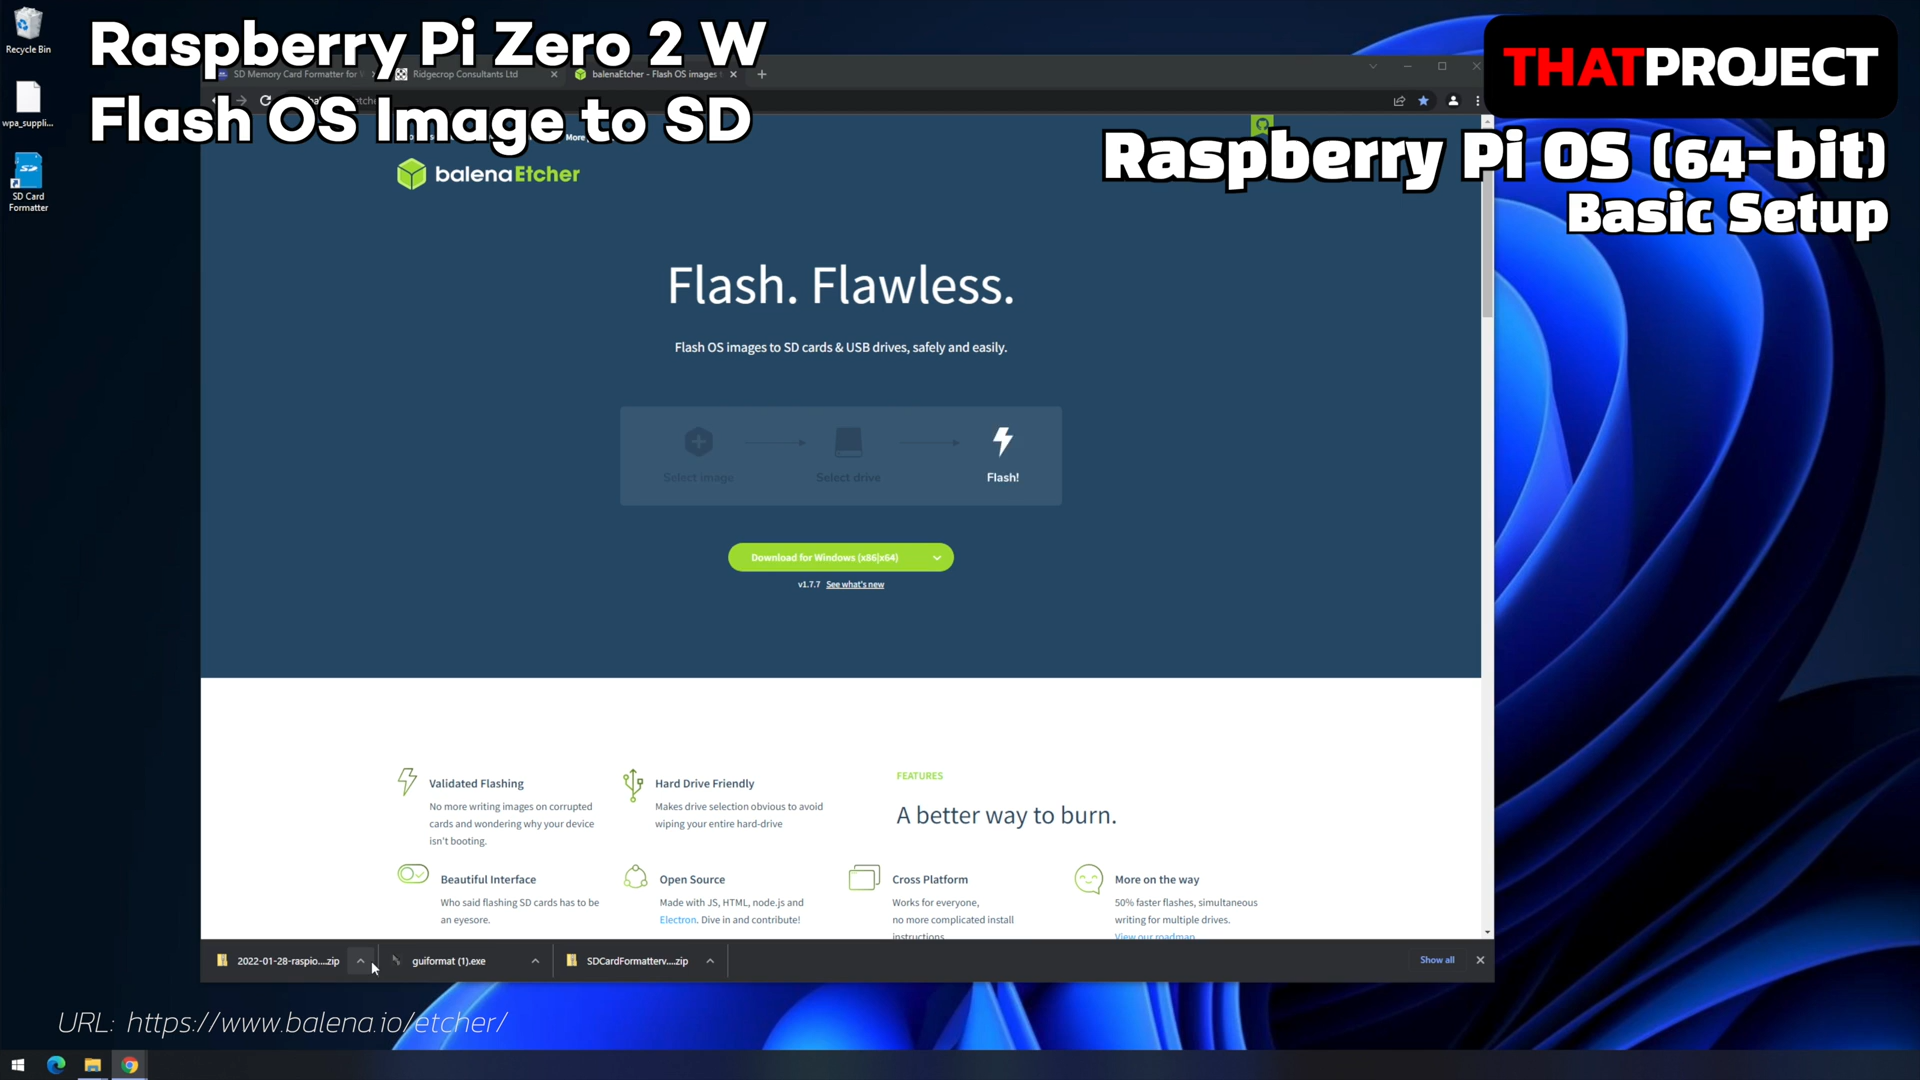 Recycle Bin
wpa_suppli...
SD Card
Formatter
Raspberry Pi Zero 2 W
Flash OS Image to SD
THATPROJECT
Raspberry Pi OS (64-bit)
Basic Setup
SD Memory Card Formatter for
Ridgecrop Consultants Ltd
balenaEtcher - Flash OS images
More
balenaEtcher
Flash. Flawless.
Flash OS images to SD cards & USB drives, safely and easily.
Select image
Select drive
Flash!
Download for Windows (x86|x64)
v1.7.7 See what's new
Validated Flashing
No more writing images on corrupted
cards and wondering why your device
isn't booting.
Hard Drive Friendly
Makes drive selection obvious to avoid
wiping your entire hard-drive
FEATURES
A better way to burn.
Beautiful Interface
Who said flashing SD cards has to be
an eyesore.
Open Source
Made with JS, HTML, node.js and
Electron. Dive in and contribute!
Cross Platform
Works for everyone,
no more complicated install
instructions.
More on the way
50% faster flashes, simultaneous
writing for multiple drives.
View our roadmap
2022-01-28-raspio....zip
guiformat (1).exe
SDCardFormatterv....zip
Show all
URL: https://www.balena.io/etcher/